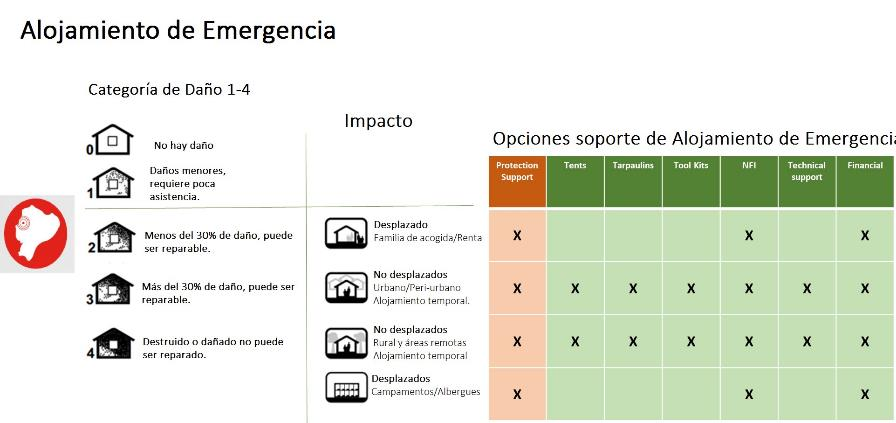 Alojamiento de Emergencia
Categoría de Daño 1-4
Impacto
Opciones soporte de Alojamiento de Emergencia
0
No hay daño
1
Daños menores,
requiere poca
asistencia.
2
Menos del 30% de daño, puede
ser reparable.
3
Más del 30% de daño, puede ser
reparable.
4
Destruido o dañado no puede
ser reparado.
Desplazado
Familia de acogida/Renta
No desplazados
Urbano/Peri-urbano
Alojamiento temporal.
No desplazados
Rural y áreas remotas
Alojamiento temporal
Desplazados
Campamentos/Albergues
Protection Support Tents Tarpaulins Tool Kits NFI Technical support Financial
X X X
X X X X X X X
X X X X X X X
X X X